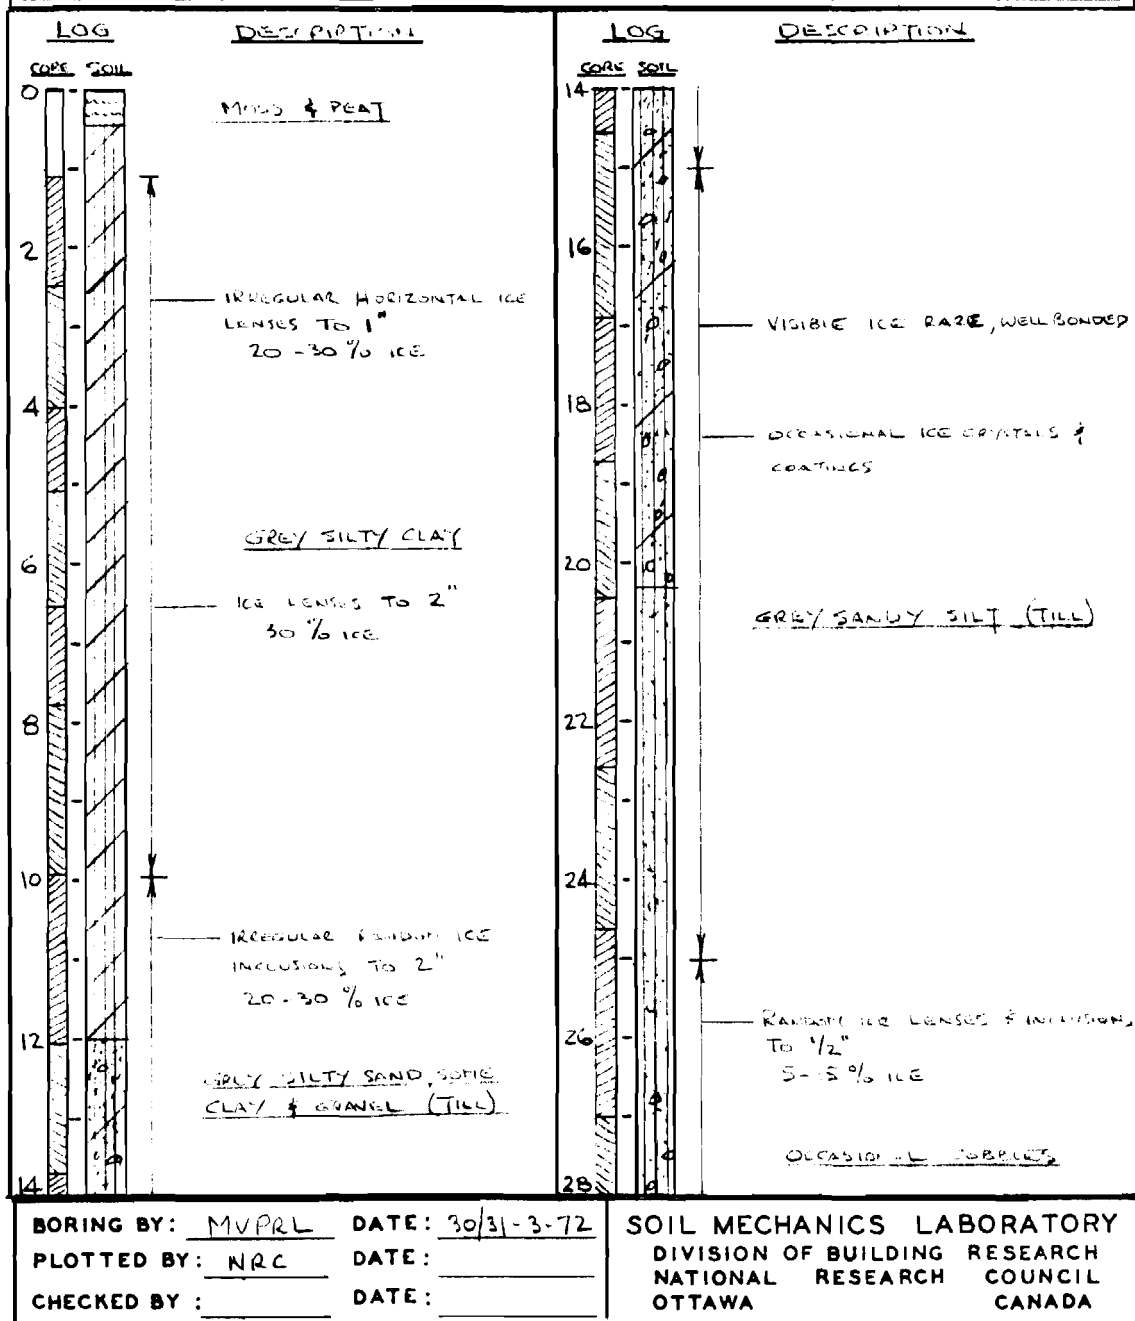 LOG DESCRIPTION
CORE SOIL
0
MOSS & PEAT
2
IRREGULAR HORIZONTAL ICE
LENSES TO 1"
20-30% ICE
4
GREY SILTY CLAY
6
ICE LENSES TO 2"
30% ICE
8
10
IRREGULAR RANDOM ICE
INCLUSIONS TO 2"
20-30% ICE
12
GREY SILTY SAND, SOME
CLAY & GRAVEL (TILL)
14
LOG DESCRIPTION
CORE SOIL
14
16
VISIBLE ICE RARE, WELL BONDED
18
OCCASIONAL ICE CRYSTALS &
COATINGS
20
GREY SANDY SILT (TILL)
22
24
26
RANDOM ICE LENSES & INCLUSIONS
TO 1/2"
5-15% ICE
OCCASIONAL COBBLES
28
BORING BY: MVPRL DATE: 30/31-3-72
PLOTTED BY: NRC DATE:
CHECKED BY: DATE:
SOIL MECHANICS LABORATORY
DIVISION OF BUILDING RESEARCH
NATIONAL RESEARCH COUNCIL
OTTAWA CANADA